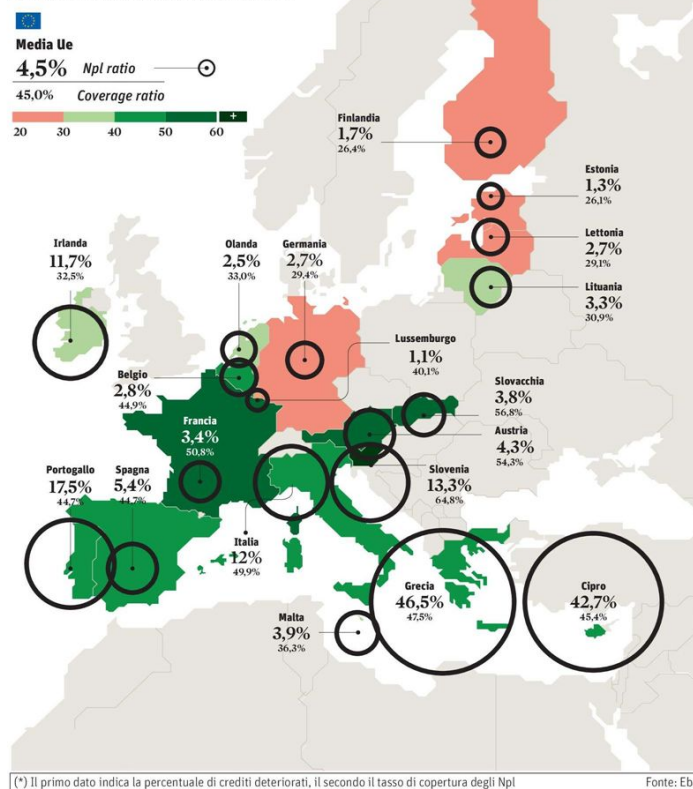 Media Ue
4,5% Npl ratio
45,0% Coverage ratio
+
20 30 40 50 60
Finlandia
1,7%
26,4%
Estonia
1,3%
26,1%
Lettonia
2,7%
29,1%
Lituania
3,3%
30,9%
Irlanda
11,7%
32,5%
Olanda
2,5%
33,0%
Germania
2,7%
29,4%
Lussemburgo
1,1%
40,1%
Belgio
2,8%
44,9%
Slovacchia
3,8%
56,8%
Francia
3,4%
50,8%
Austria
4,3%
54,3%
Portogallo
17,5%
44,7%
Spagna
5,4%
44,7%
Slovenia
13,3%
64,8%
Italia
12%
49,9%
Grecia
46,5%
47,5%
Cipro
42,7%
45,4%
Malta
3,9%
36,3%
(*) Il primo dato indica la percentuale di crediti deteriorati, il secondo il tasso di copertura degli Npl
Fonte: Eb